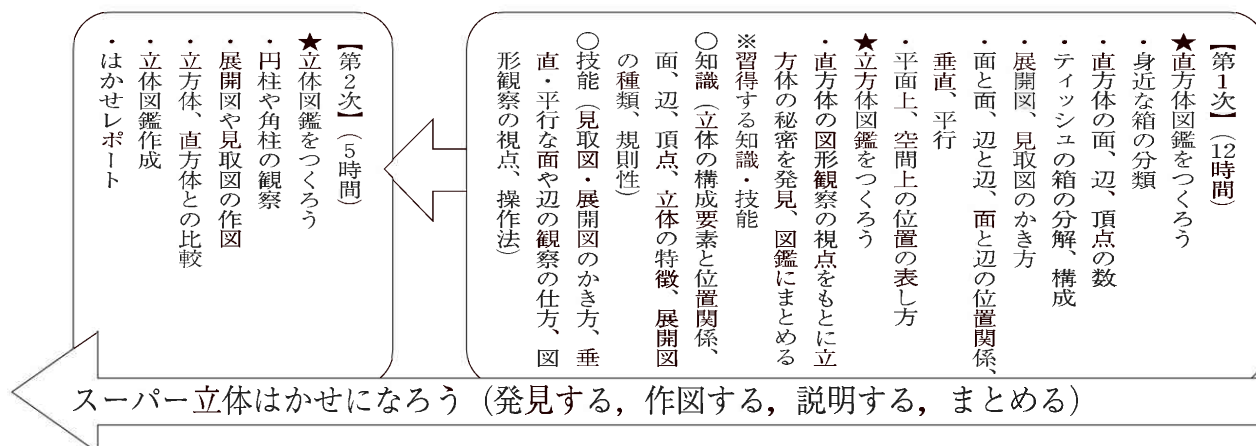 【第１次】（12時間）
★直方体図鑑をつくろう
・身近な箱の分類
・直方体の面、辺、頂点の数
・ティッシュの箱の分解、構成
・展開図、見取図のかき方
・面と面、辺と辺、面と辺の位置関係、
垂直、平行
・平面上、空間上の位置の表し方
★立方体図鑑をつくろう
・直方体の図形観察の視点をもとに立
方体の秘密を発見、図鑑にまとめる
※習得する知識・技能
○知識（立体の構成要素と位置関係、
面、辺、頂点、立体の特徴、展開図
の種類、規則性）
○技能（見取図・展開図のかき方、垂
直・平行な面や辺の観察の仕方、図
形観察の視点、操作法）
【第２次】（５時間）
★立体図鑑をつくろう
・円柱や角柱の観察
・展開図や見取図の作図
・立方体、直方体との比較
・立体図鑑作成
・はかせレポート
スーパー立体はかせになろう（発見する，作図する，説明する，まとめる）